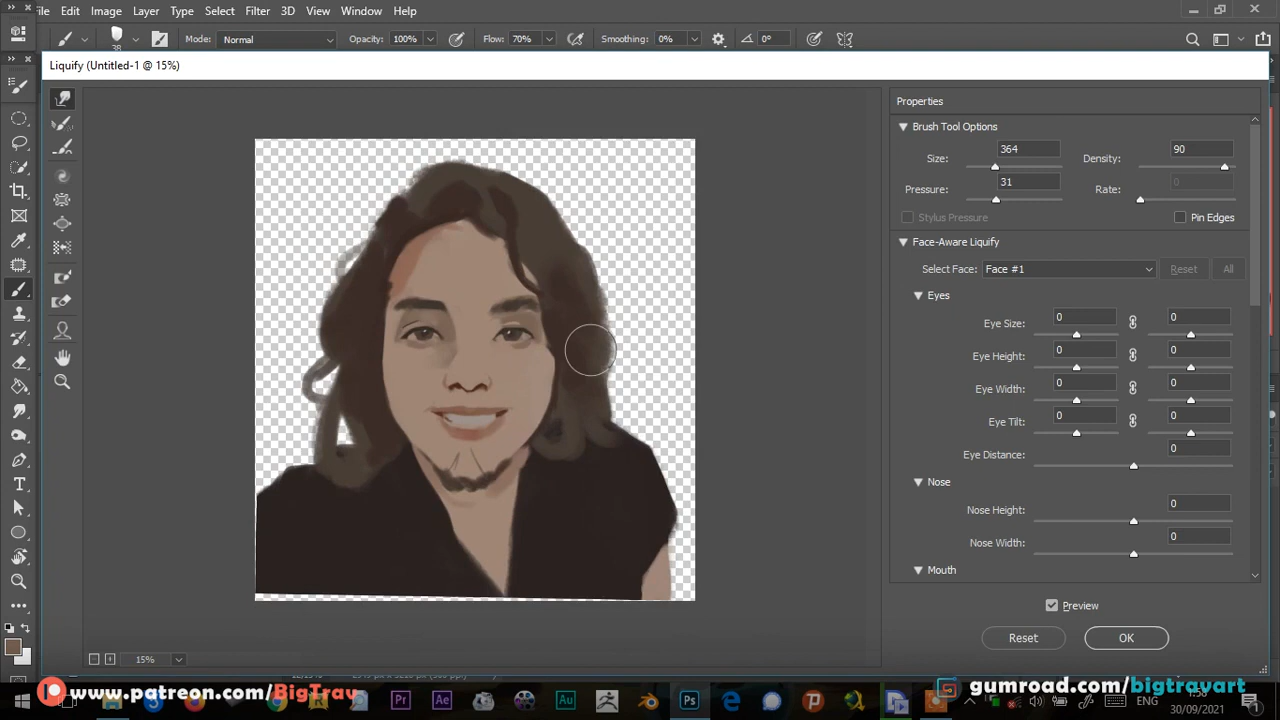 File Edit Image Layer Type Select Filter 3D View Window Help
38 Mode: Normal Opacity: 100% Flow: 70% Smoothing: 0% 0°
Liquify (Untitled-1 @ 15%)
Properties
Brush Tool Options
Size: 364 Density: 90
Pressure: 31 Rate: 0
Stylus Pressure Pin Edges
Face-Aware Liquify
Select Face: Face #1 Reset All
Eyes
Eye Size: 0 0
Eye Height: 0 0
Eye Width: 0 0
Eye Tilt: 0 0
Eye Distance: 0
Nose
Nose Height: 0
Nose Width: 0
Mouth
Preview
Reset OK
15%
www.patreon.com/BigTrav
gumroad.com/bigtravart
ENG
30/09/2021